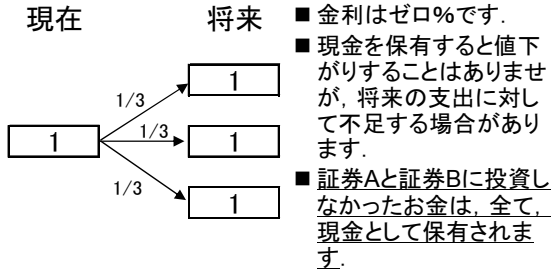 現在 将来
1/3
1
1/3
1
1
1/3
1
■ 金利はゼロ%です.
■ 現金を保有すると値下
がりすることはありませ
が, 将来の支出に対し
て不足する場合があり
ます.
■ 証券Aと証券Bに投資し
なかったお金は, 全て,
現金として保有されま
す.